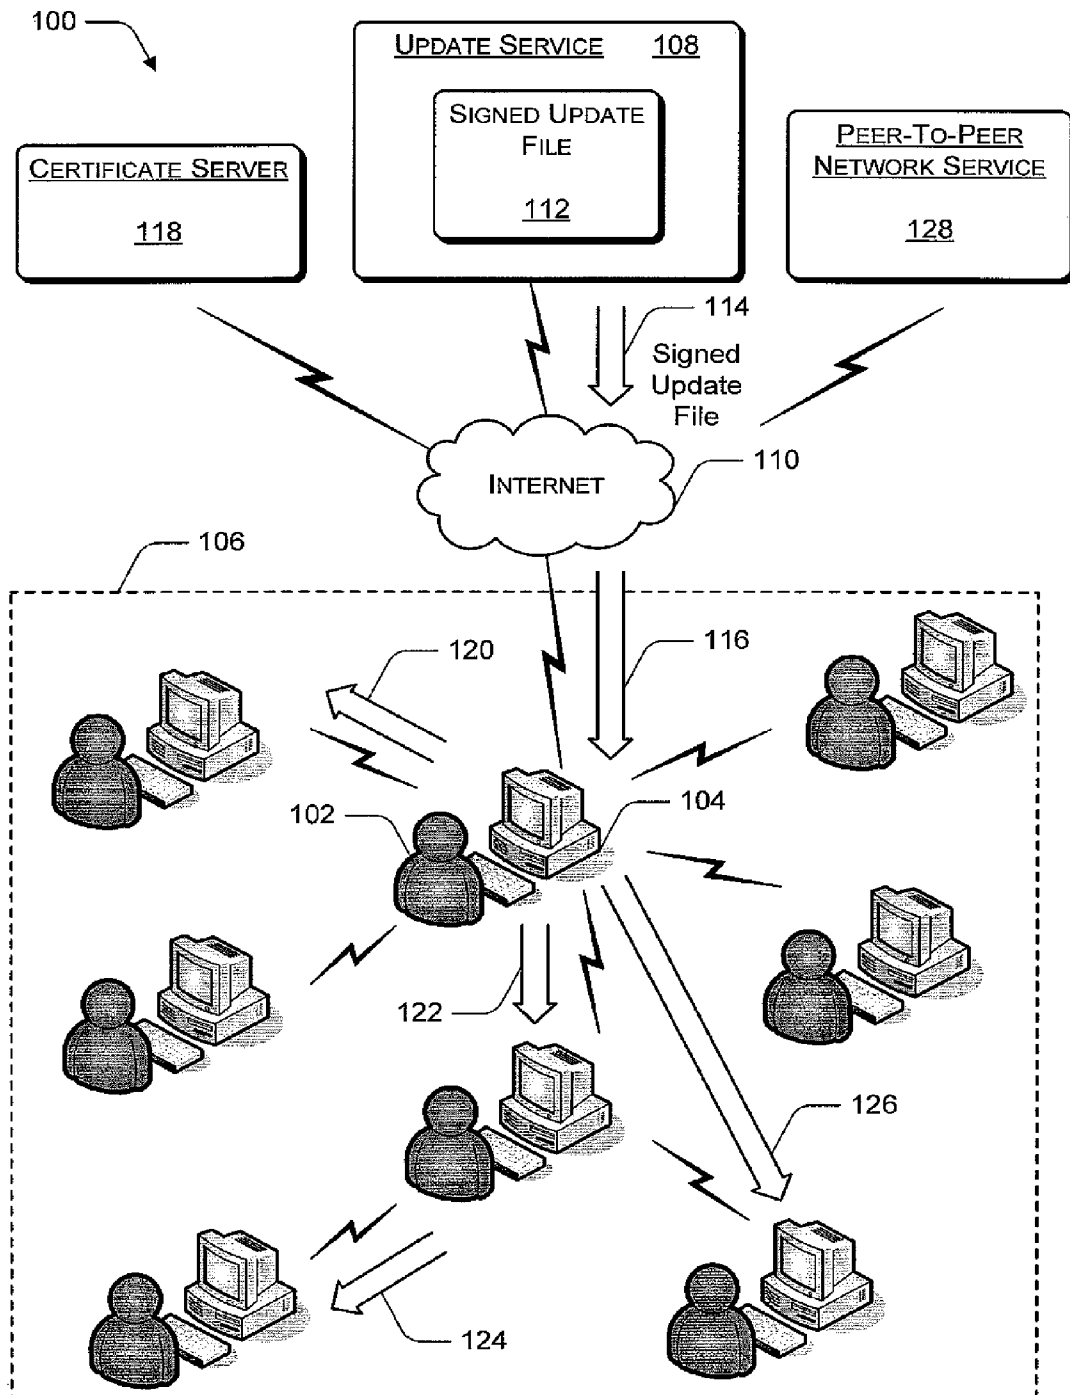 100
UPDATE SERVICE 108
SIGNED UPDATE
FILE
112
CERTIFICATE SERVER
118
PEER-TO-PEER
NETWORK SERVICE
128
114
Signed
Update
File
110
INTERNET
106
120
116
102
104
122
126
124